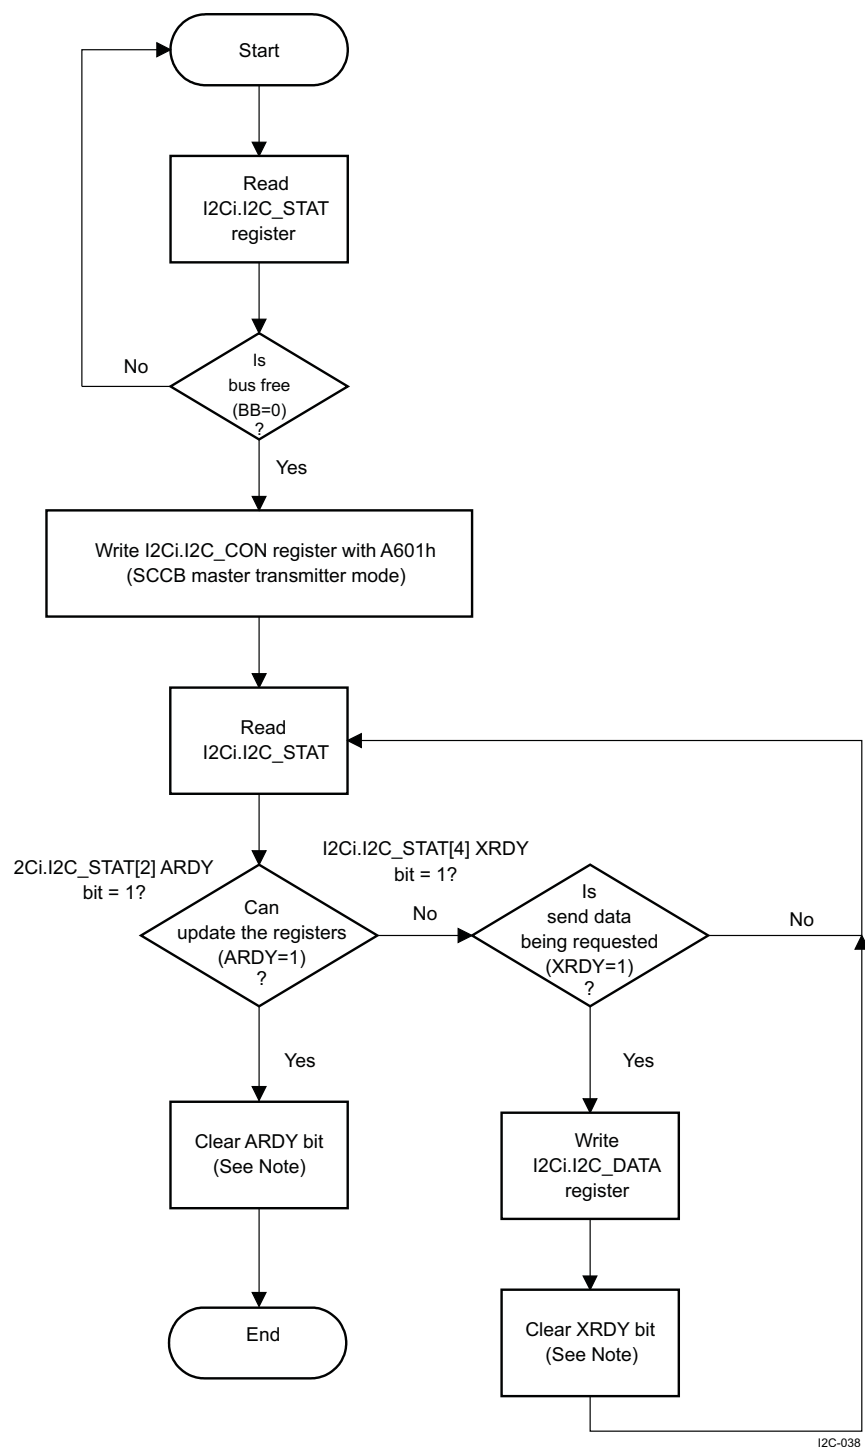 Start
Read
I2Ci.I2C_STAT
register
No
Is
bus free
(BB=0)
?
Yes
Write I2Ci.I2C_CON register with A601h
(SCCB master transmitter mode)
Read
I2Ci.I2C_STAT
2Ci.I2C_STAT[2] ARDY
bit = 1?
I2Ci.I2C_STAT[4] XRDY
bit = 1?
Can
update the registers
(ARDY=1)
?
No
Is
send data
being requested
(XRDY=1)
?
No
Yes
Yes
Clear ARDY bit
(See Note)
Write
I2Ci.I2C_DATA
register
End
Clear XRDY bit
(See Note)
I2C-038